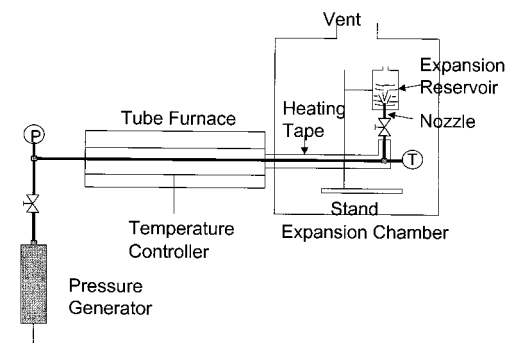 Vent
Expansion
Reservoir
Heating
Tape
Nozzle
Tube Furnace
P
T
Temperature
Controller
Stand
Expansion Chamber
Pressure
Generator